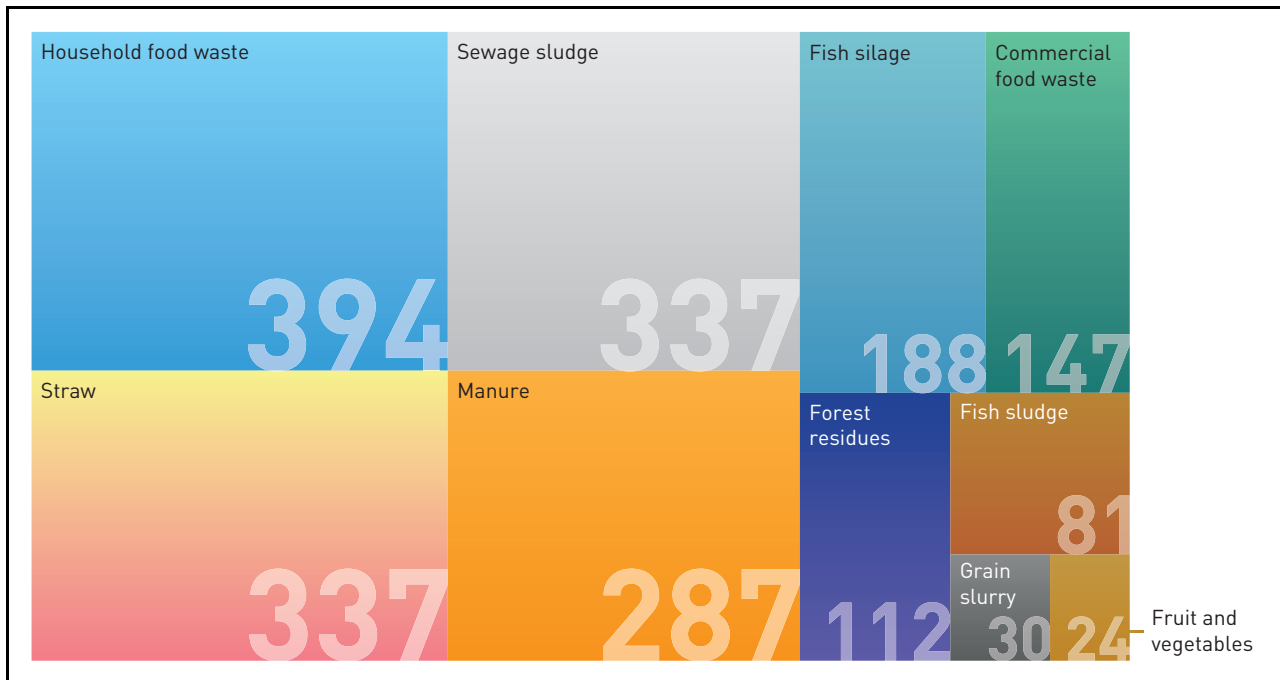 Household food waste
394
Sewage sludge
337
Fish silage
188
Commercial
food waste
147
Straw
337
Manure
287
Forest
residues
112
Fish sludge
81
Grain
slurry
30
24
Fruit and
vegetables